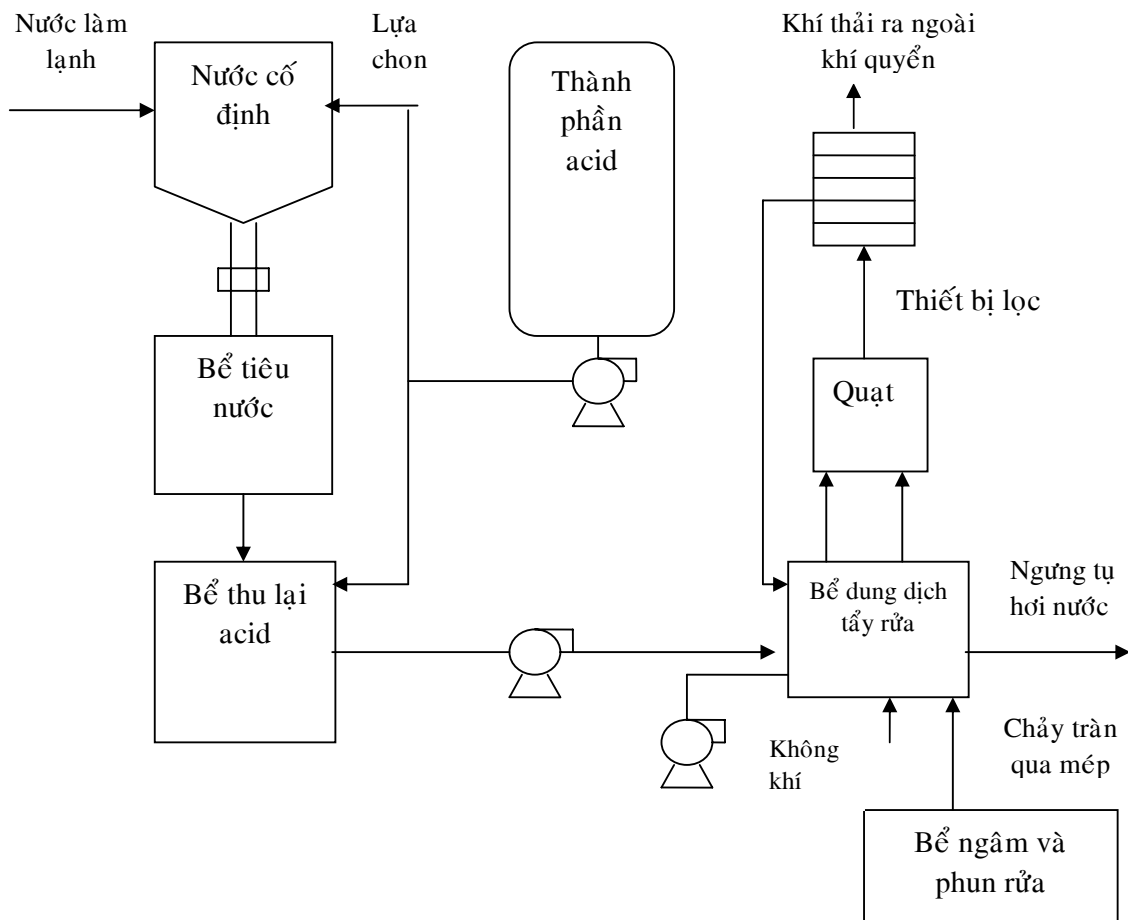 Nước làm
lạnh
Nước cố
định
Lựa
chon
Thành
phần
acid
Khí thải ra ngoài
khí quyển
Thiết bị lọc
Quạt
Bể tiêu
nước
Bể thu lại
acid
Bể dung dịch
tẩy rửa
Ngưng tụ
hơi nước
Không
khí
Chảy tràn
qua mép
Bể ngâm và
phun rửa